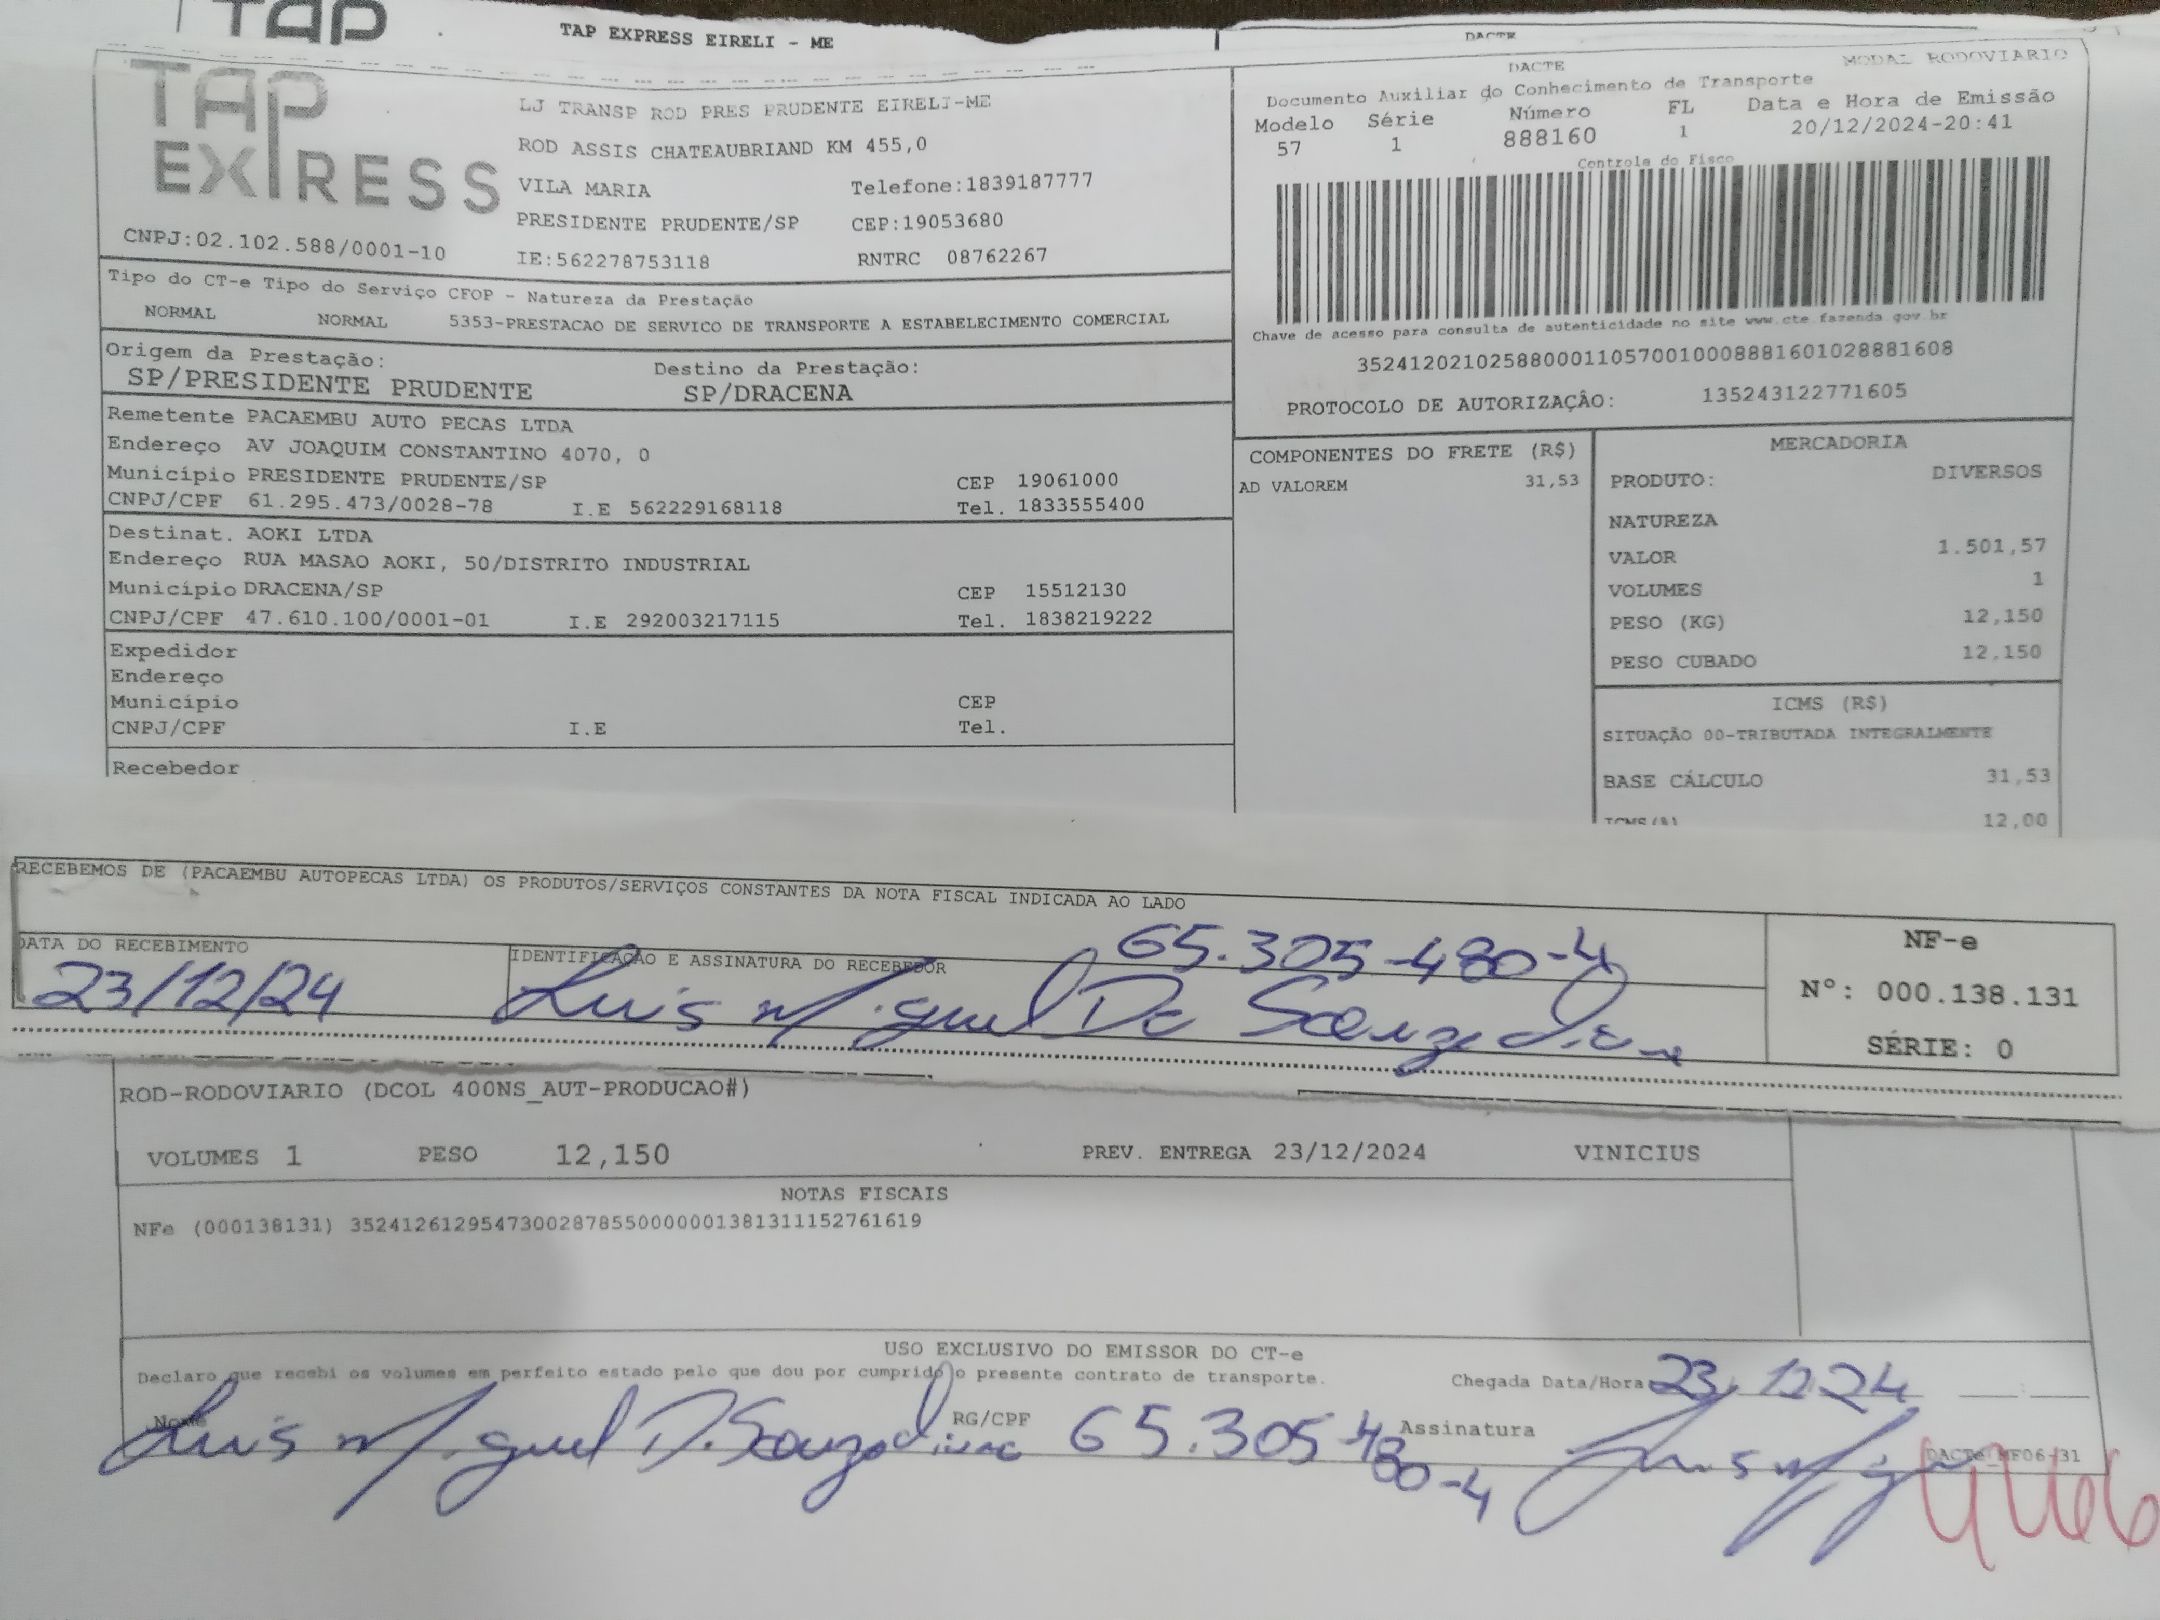 TAP
TAP EXPRESS EIRELI - ME
DACTE
TAP EXPRESS
CNPJ:02.102.588/0001-10
LJ TRANSP ROD PRES PRUDENTE EIRELI-ME
ROD ASSIS CHATEAUBRIAND KM 455,0
VILA MARIA Telefone:1839187777
PRESIDENTE PRUDENTE/SP CEP:19053680
IE:562278753118 RNTRC 08762267
DACTE MODAL RODOVIARIO
Documento Auxiliar do Conhecimento de Transporte
Modelo Série Número FL Data e Hora de Emissão
57 1 888160 1 20/12/2024-20:41
Controle do Fisco
Chave de acesso para consulta de autenticidade no site www.cte.fazenda.gov.br
35241202102588000110570010008881601028881608
PROTOCOLO DE AUTORIZAÇÂO: 135243122771605
Tipo do CT-e Tipo do Serviço CFOP - Natureza da Prestação
NORMAL NORMAL 5353-PRESTACAO DE SERVICO DE TRANSPORTE A ESTABELECIMENTO COMERCIAL
Origem da Prestação: Destino da Prestação:
SP/PRESIDENTE PRUDENTE SP/DRACENA
Remetente PACAEMBU AUTO PECAS LTDA
Endereço AV JOAQUIM CONSTANTINO 4070, 0
Município PRESIDENTE PRUDENTE/SP CEP 19061000
CNPJ/CPF 61.295.473/0028-78 I.E 562229168118 Tel. 1833555400
Destinat. AOKI LTDA
Endereço RUA MASAO AOKI, 50/DISTRITO INDUSTRIAL
Município DRACENA/SP CEP 15512130
CNPJ/CPF 47.610.100/0001-01 I.E 292003217115 Tel. 1838219222
Expedidor
Endereço
Município CEP
CNPJ/CPF I.E Tel.
Recebedor
COMPONENTES DO FRETE (R$)
AD VALOREM 31,53
MERCADORIA
PRODUTO: DIVERSOS
NATUREZA
VALOR 1.501,57
VOLUMES 1
PESO (KG) 12,150
PESO CUBADO 12,150
ICMS (R$)
SITUAÇÃO 00-TRIBUTADA INTEGRALMENTE
BASE CÁLCULO 31,53
ICMS(%) 12,00
RECEBEMOS DE (PACAEMBU AUTOPECAS LTDA) OS PRODUTOS/SERVIÇOS CONSTANTES DA NOTA FISCAL INDICADA AO LADO
DATA DO RECEBIMENTO IDENTIFICAÇÃO E ASSINATURA DO RECEBEDOR 65.305-480-4
23/12/24 Luis Miguel De Souza
NF-e
Nº: 000.138.131
SÉRIE: 0
ROD-RODOVIARIO (DCOL 400NS_AUT-PRODUCAO#)
VOLUMES 1 PESO 12,150 PREV. ENTREGA 23/12/2024 VINICIUS
NOTAS FISCAIS
NFe (000138131) 35241261295473002878550000001381311152761619
USO EXCLUSIVO DO EMISSOR DO CT-e
Declaro que recebi os volumes em perfeito estado pelo que dou por cumprido o presente contrato de transporte. Chegada Data/Hora 23 12 24
Nome Luis Miguel D. Souza RG/CPF 65.305-480-4 Assinatura Luis
DACTe_MF06-31